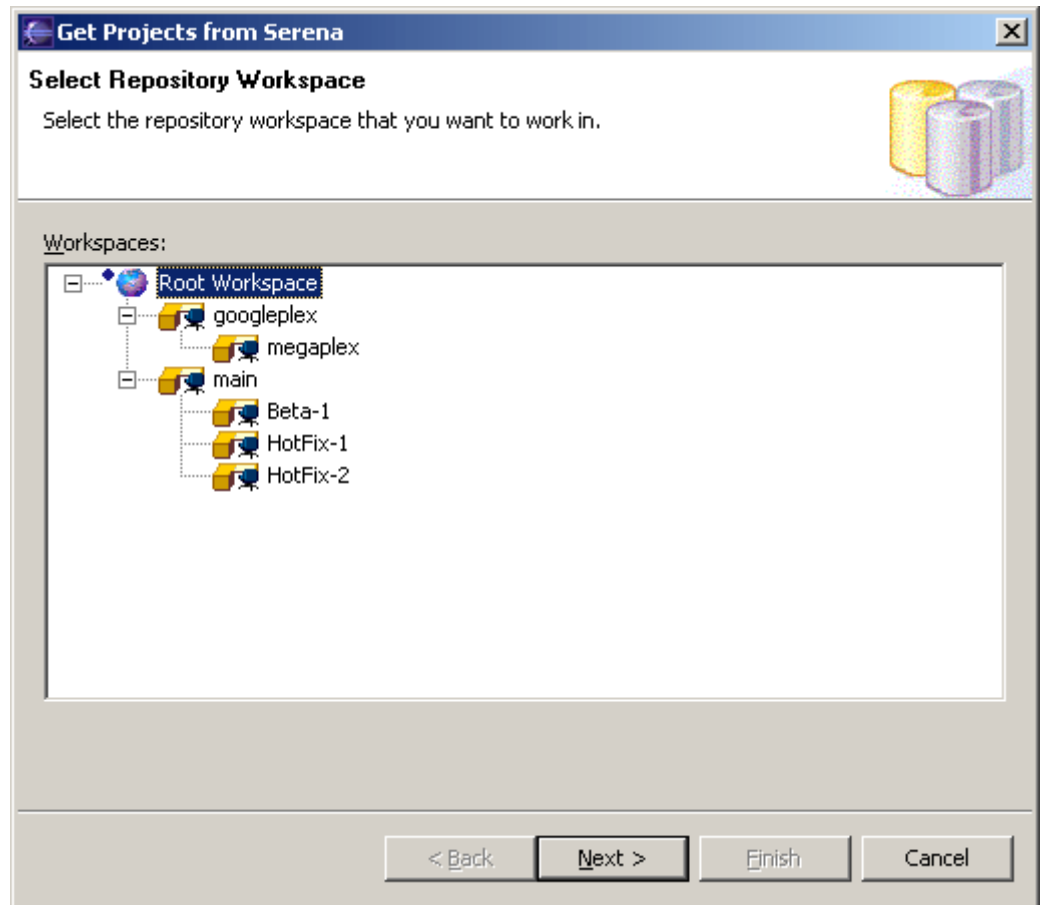 Get Projects from Serena
Select Repository Workspace
Select the repository workspace that you want to work in.
Workspaces:
Root Workspace
googleplex
megaplex
main
Beta-1
HotFix-1
HotFix-2
< Back Next > Finish Cancel